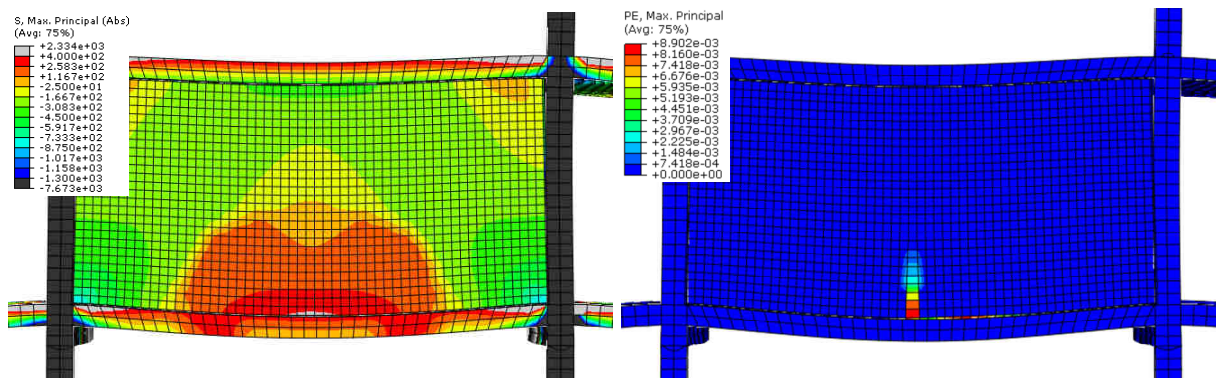 S, Max. Principal (Abs)
(Avg: 75%)
+2.334e+03
+4.000e+02
+2.583e+02
+1.167e+02
-2.500e+01
-1.667e+02
-3.083e+02
-4.500e+02
-5.917e+02
-7.333e+02
-8.750e+02
-1.017e+03
-1.158e+03
-1.300e+03
-7.673e+03
PE, Max. Principal
(Avg: 75%)
+8.902e-03
+8.160e-03
+7.418e-03
+6.676e-03
+5.935e-03
+5.193e-03
+4.451e-03
+3.709e-03
+2.967e-03
+2.225e-03
+1.484e-03
+7.418e-04
+0.000e+00